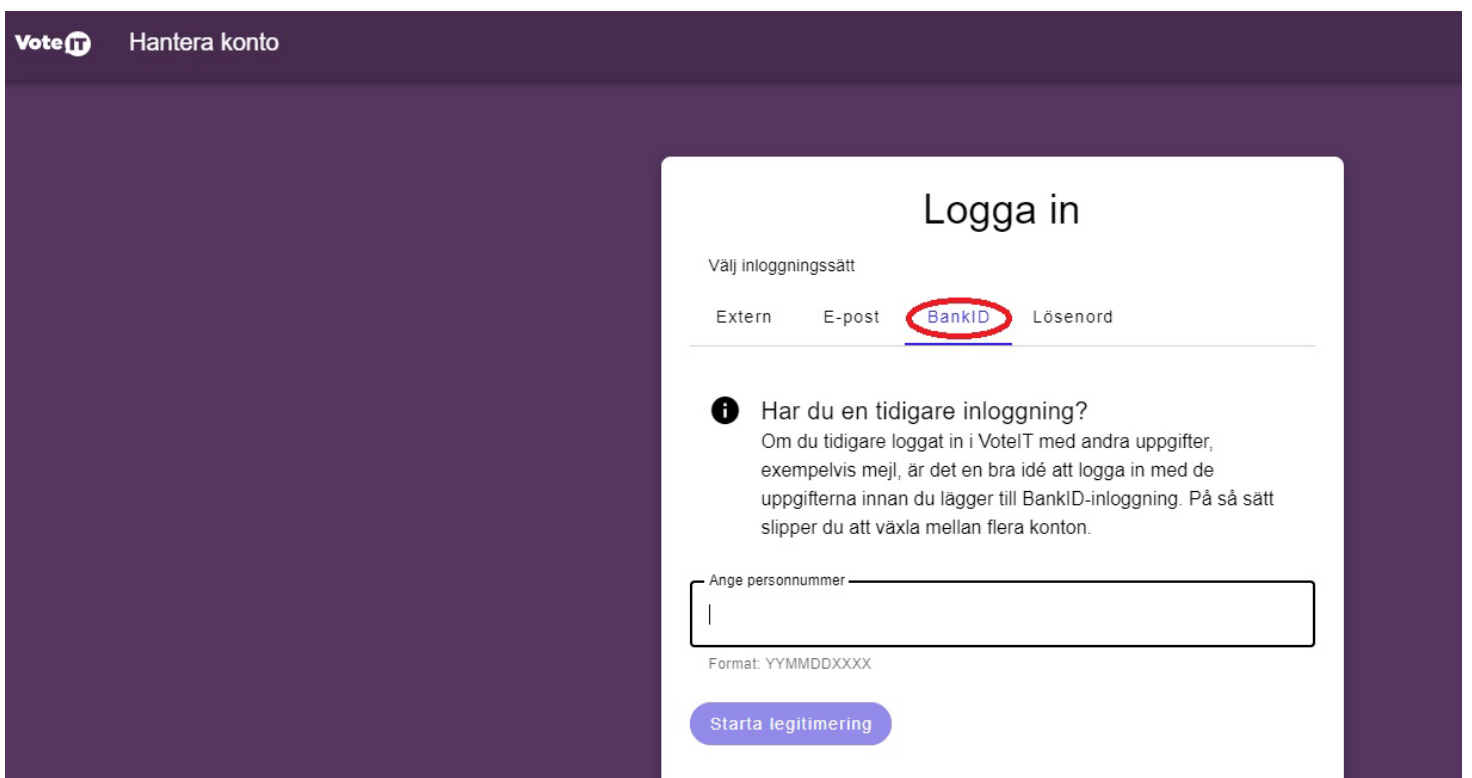 VoteIT Hantera konto
Logga in
Välj inloggningssätt
Extern E-post BankID Lösenord
Har du en tidigare inloggning?
Om du tidigare loggat in i VoteIT med andra uppgifter,
exempelvis mejl, är det en bra idé att logga in med de
uppgifterna innan du lägger till BankID-inloggning. På så sätt
slipper du att växla mellan flera konton.
Ange personnummer
Format: YYMMDDXXXX
Starta legitimering